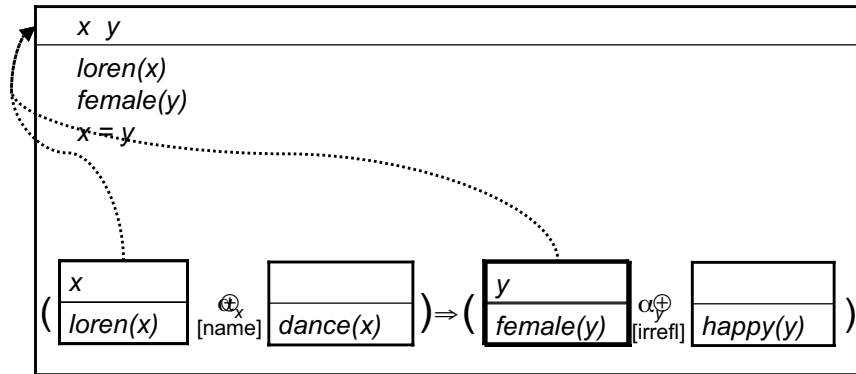 x y
loren(x)
female(y)
x = y
( x α⊕x ) ⇒ ( y α⊕y )
loren(x) [name] dance(x) female(y) [irrefl] happy(y)